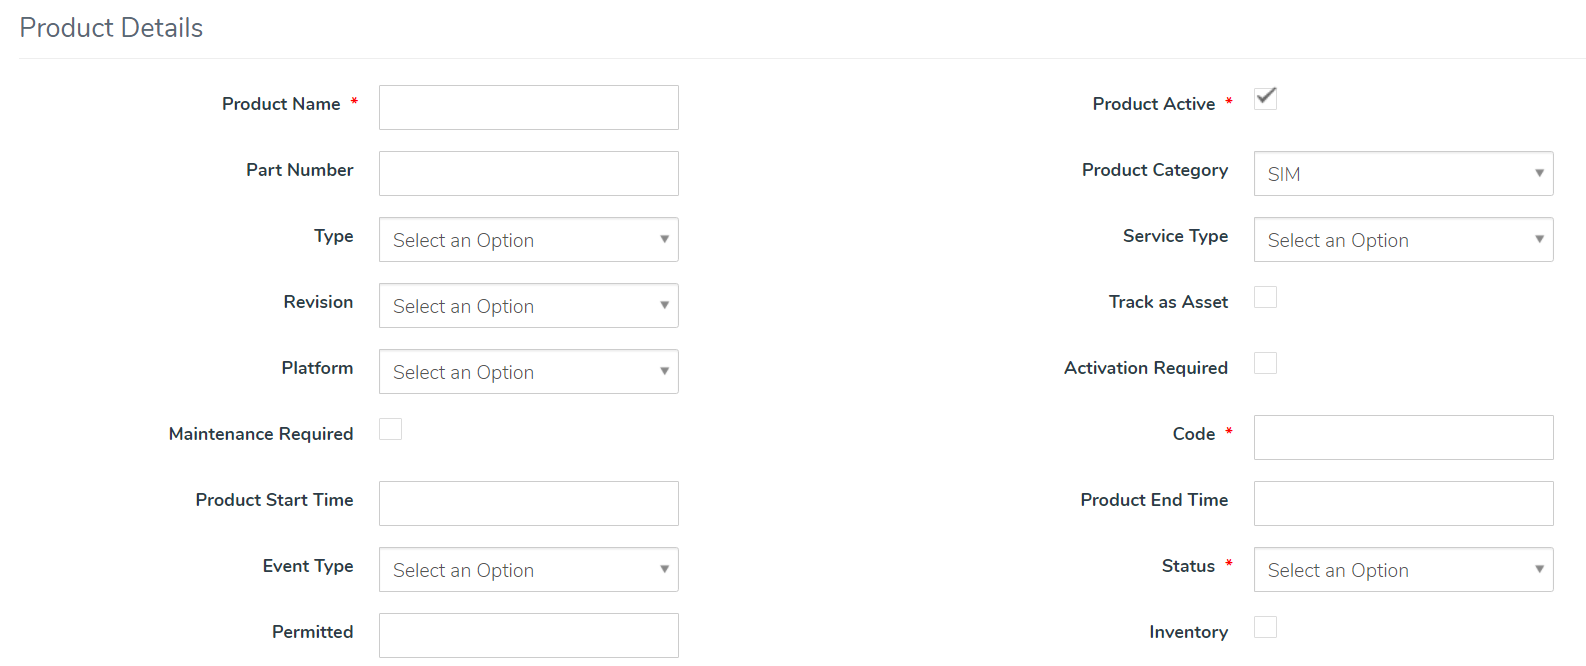 Product Details
Product Name * Product Active *
Part Number Product Category SIM
Type Select an Option Service Type Select an Option
Revision Select an Option Track as Asset
Platform Select an Option Activation Required
Maintenance Required Code *
Product Start Time Product End Time
Event Type Select an Option Status * Select an Option
Permitted Inventory